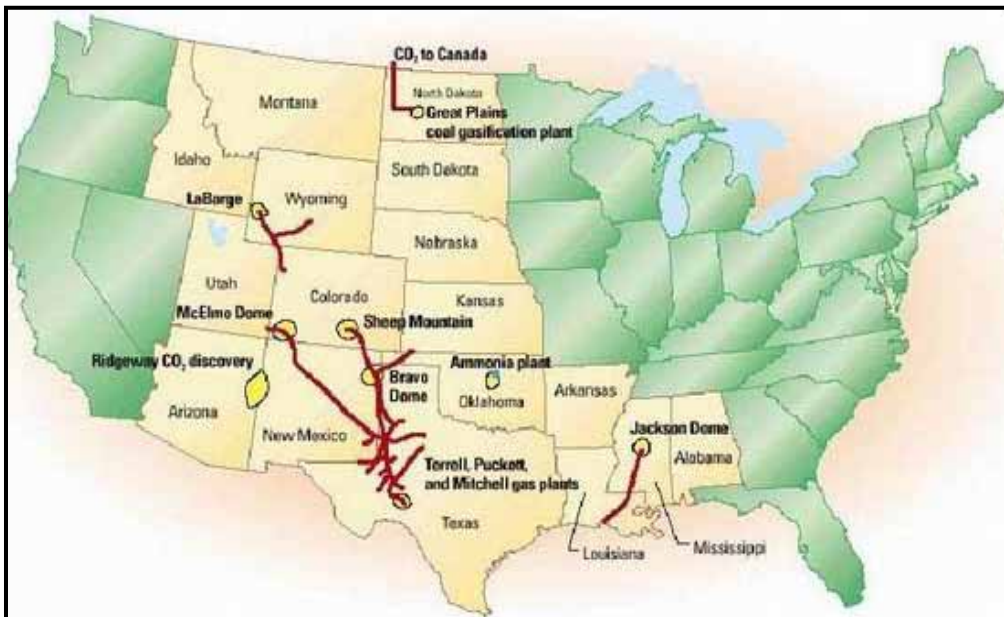 CO₂ to Canada
North Dakota
Great Plains
coal gasification plant
Montana
Idaho
South Dakota
LaBarge
Wyoming
Nebraska
Utah
Colorado
Kansas
McElmo Dome
Sheep Mountain
Ridgeway CO₂ discovery
Bravo
Dome
Ammonia plant
Oklahoma
Arkansas
Arizona
New Mexico
Jackson Dome
Alabama
Terrell, Puckett,
and Mitchell gas plants
Texas
Louisiana
Mississippi